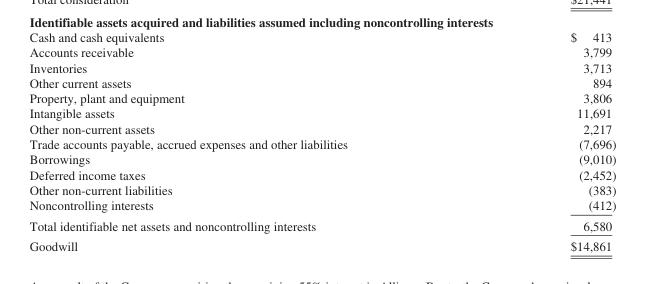 Total consideration $21,441
Identifiable assets acquired and liabilities assumed including noncontrolling interests
Cash and cash equivalents $ 413
Accounts receivable 3,799
Inventories 3,713
Other current assets 894
Property, plant and equipment 3,806
Intangible assets 11,691
Other non-current assets 2,217
Trade accounts payable, accrued expenses and other liabilities (7,696)
Borrowings (9,010)
Deferred income taxes (2,452)
Other non-current liabilities (383)
Noncontrolling interests (412)
Total identifiable net assets and noncontrolling interests 6,580
Goodwill $14,861